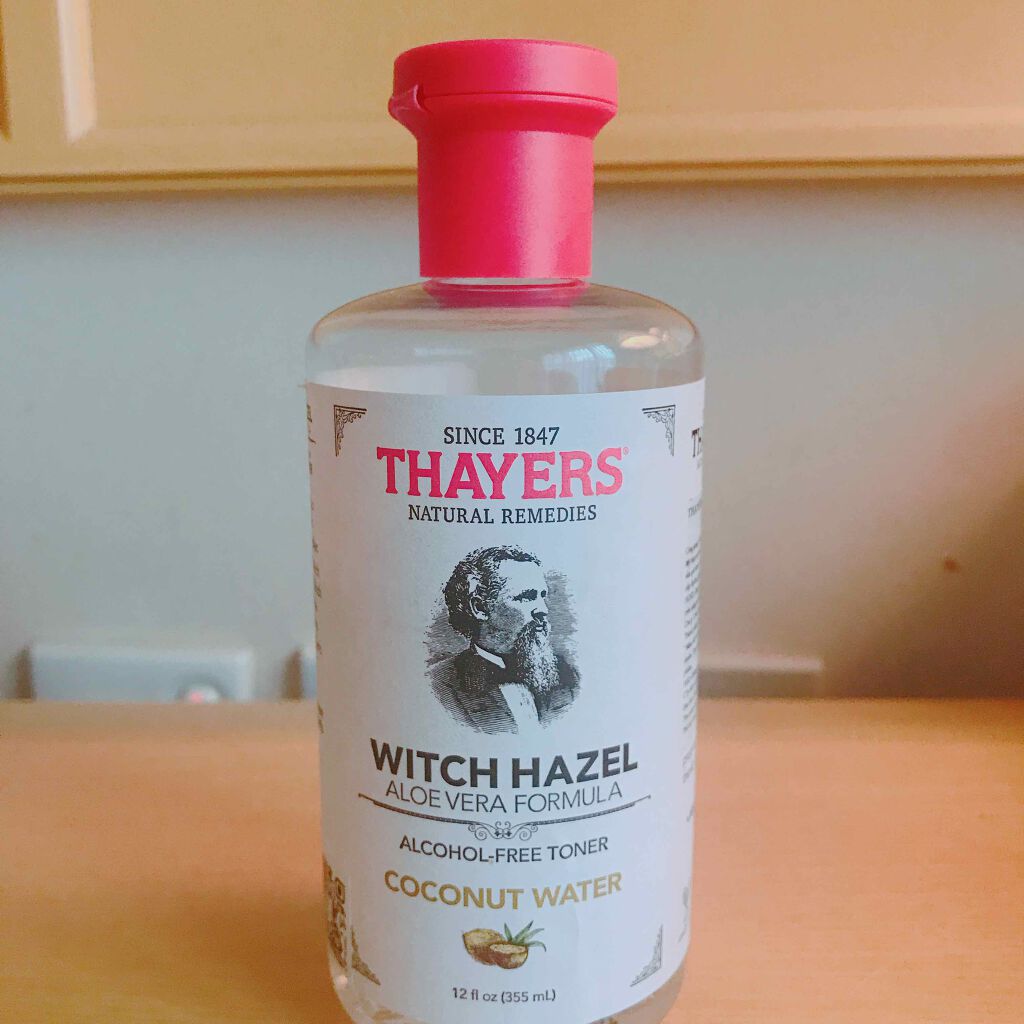 SINCE 1847
THAYERS®
NATURAL REMEDIES
WITCH HAZEL
ALOE VERA FORMULA
ALCOHOL-FREE TONER
COCONUT WATER
12 fl oz (355 mL)